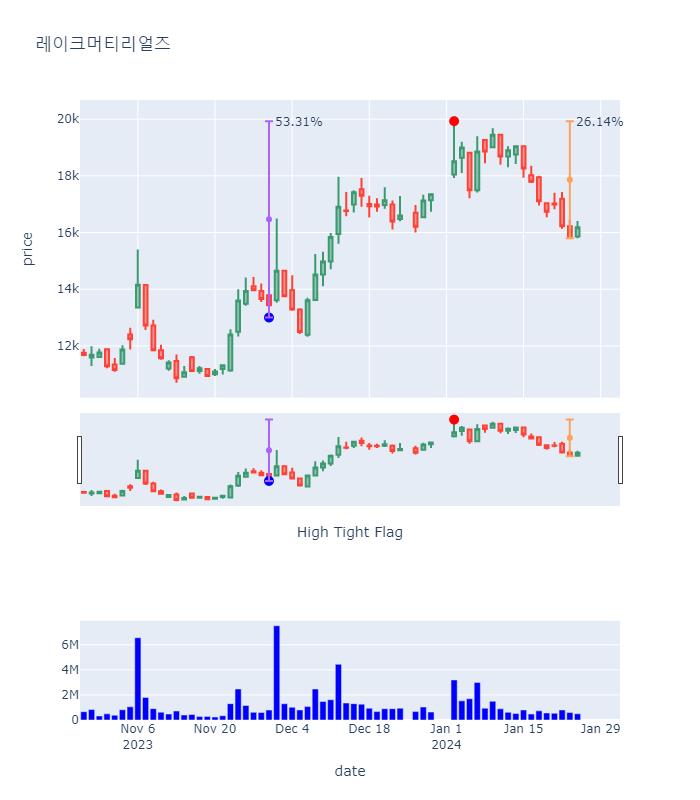 레이크머티리얼즈
20k
18k
16k
14k
12k
price
53.31%
26.14%
High Tight Flag
6M
4M
2M
0
Nov 6
2023
Nov 20
Dec 4
Dec 18
Jan 1
2024
Jan 15
Jan 29
date